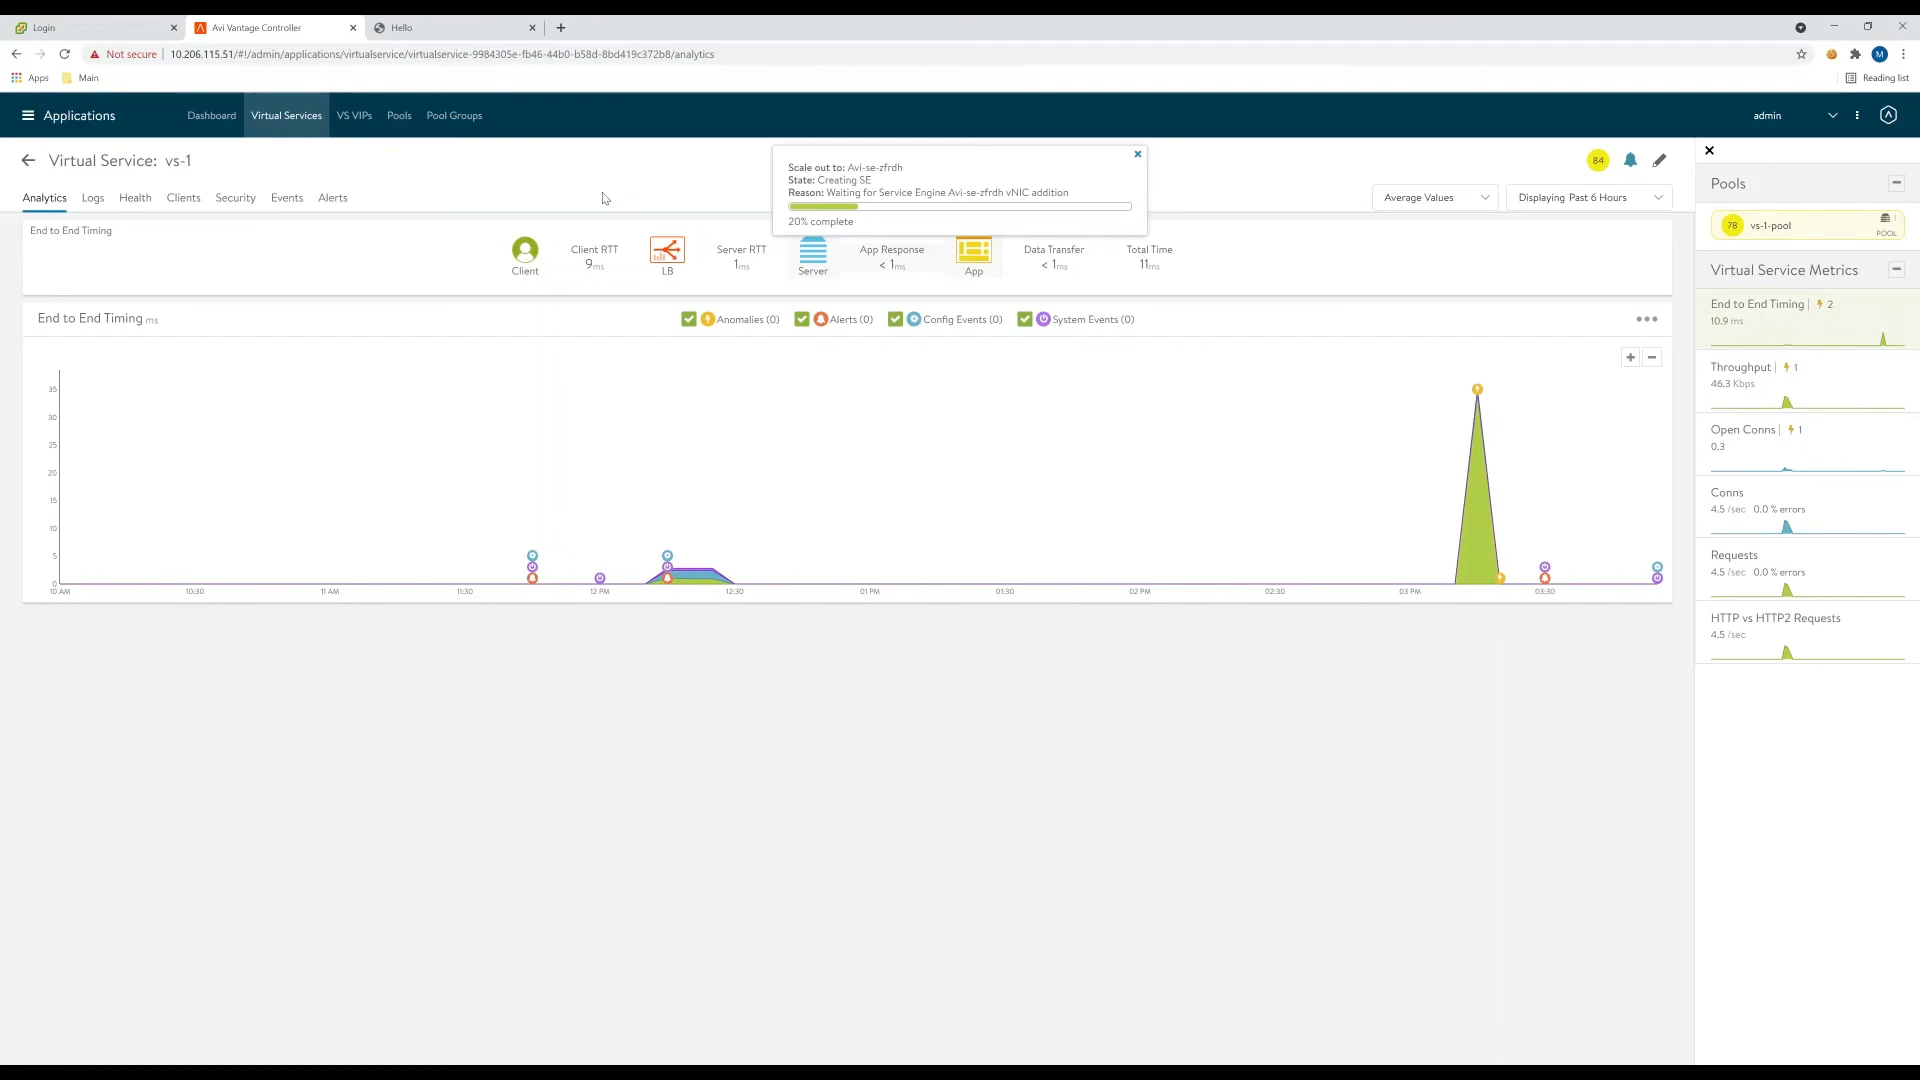 Login
Avi Vantage Controller
Hello
Not secure
10.206.115.51/#!/admin/applications/virtualservice/virtualservice-9984305e-fb46-44b0-b58d-8bd419c372b8/analytics
M
Apps
Main
Reading list
Applications
Dashboard
Virtual Services
VS VIPs
Pools
Pool Groups
admin
Virtual Service: vs-1
84
Analytics
Logs
Health
Clients
Security
Events
Alerts
Scale out to: Avi-se-zfrdh
State: Creating SE
Reason: Waiting for Service Engine Avi-se-zfrdh vNIC addition
20% complete
Average Values
Displaying Past 6 Hours
End to End Timing
Client
Client RTT
9ms
LB
Server RTT
1ms
Server
App Response
< 1ms
App
Data Transfer
< 1ms
Total Time
11ms
End to End Timing ms
Anomalies (0)
Alerts (0)
Config Events (0)
System Events (0)
35
30
25
20
15
10
5
0
10 AM
10:30
11 AM
11:30
12 PM
12:30
01 PM
01:30
02 PM
02:30
03 PM
03:30
Pools
78
vs-1-pool
POOL
Virtual Service Metrics
End to End Timing | 2
10.9 ms
Throughput | 1
46.3 Kbps
Open Conns | 1
0.3
Conns
4.5 /sec 0.0 % errors
Requests
4.5 /sec 0.0 % errors
HTTP vs HTTP2 Requests
4.5 /sec